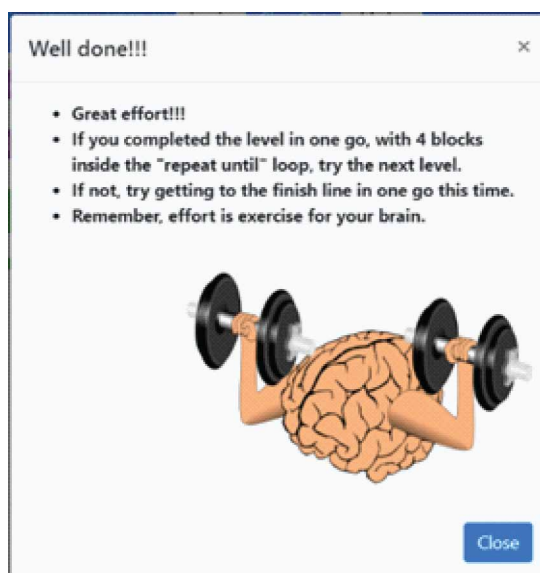 Well done!!!
×
• Great effort!!!
• If you completed the level in one go, with 4 blocks
inside the "repeat until" loop, try the next level.
• If not, try getting to the finish line in one go this time.
• Remember, effort is exercise for your brain.
Close